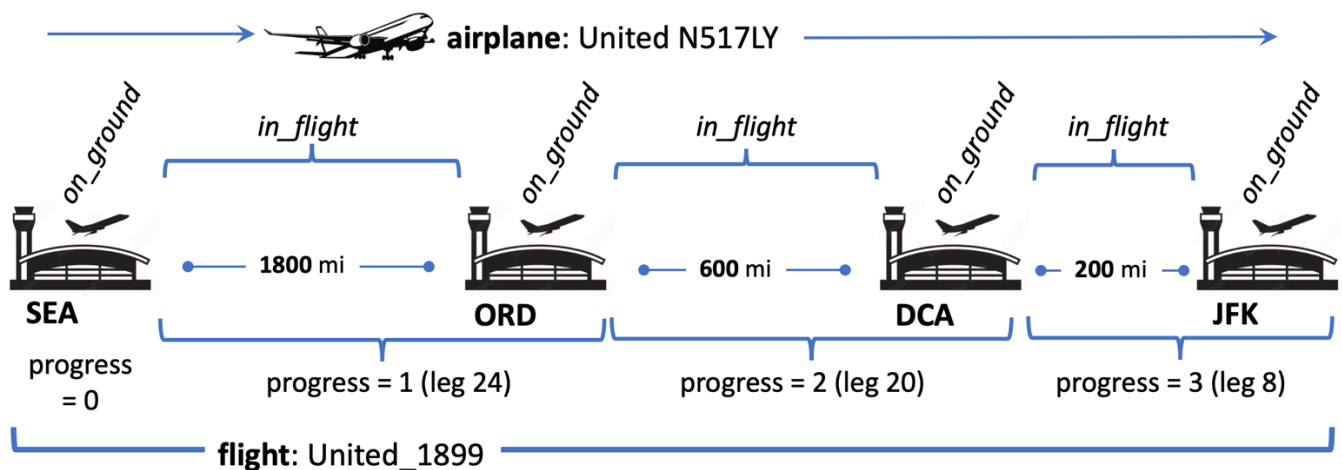 airplane: United N517LY
on_ground
in_flight
on_ground
in_flight
on_ground
in_flight
on_ground
1800 mi
600 mi
200 mi
SEA
ORD
DCA
JFK
progress
= 0
progress = 1 (leg 24)
progress = 2 (leg 20)
progress = 3 (leg 8)
flight: United_1899